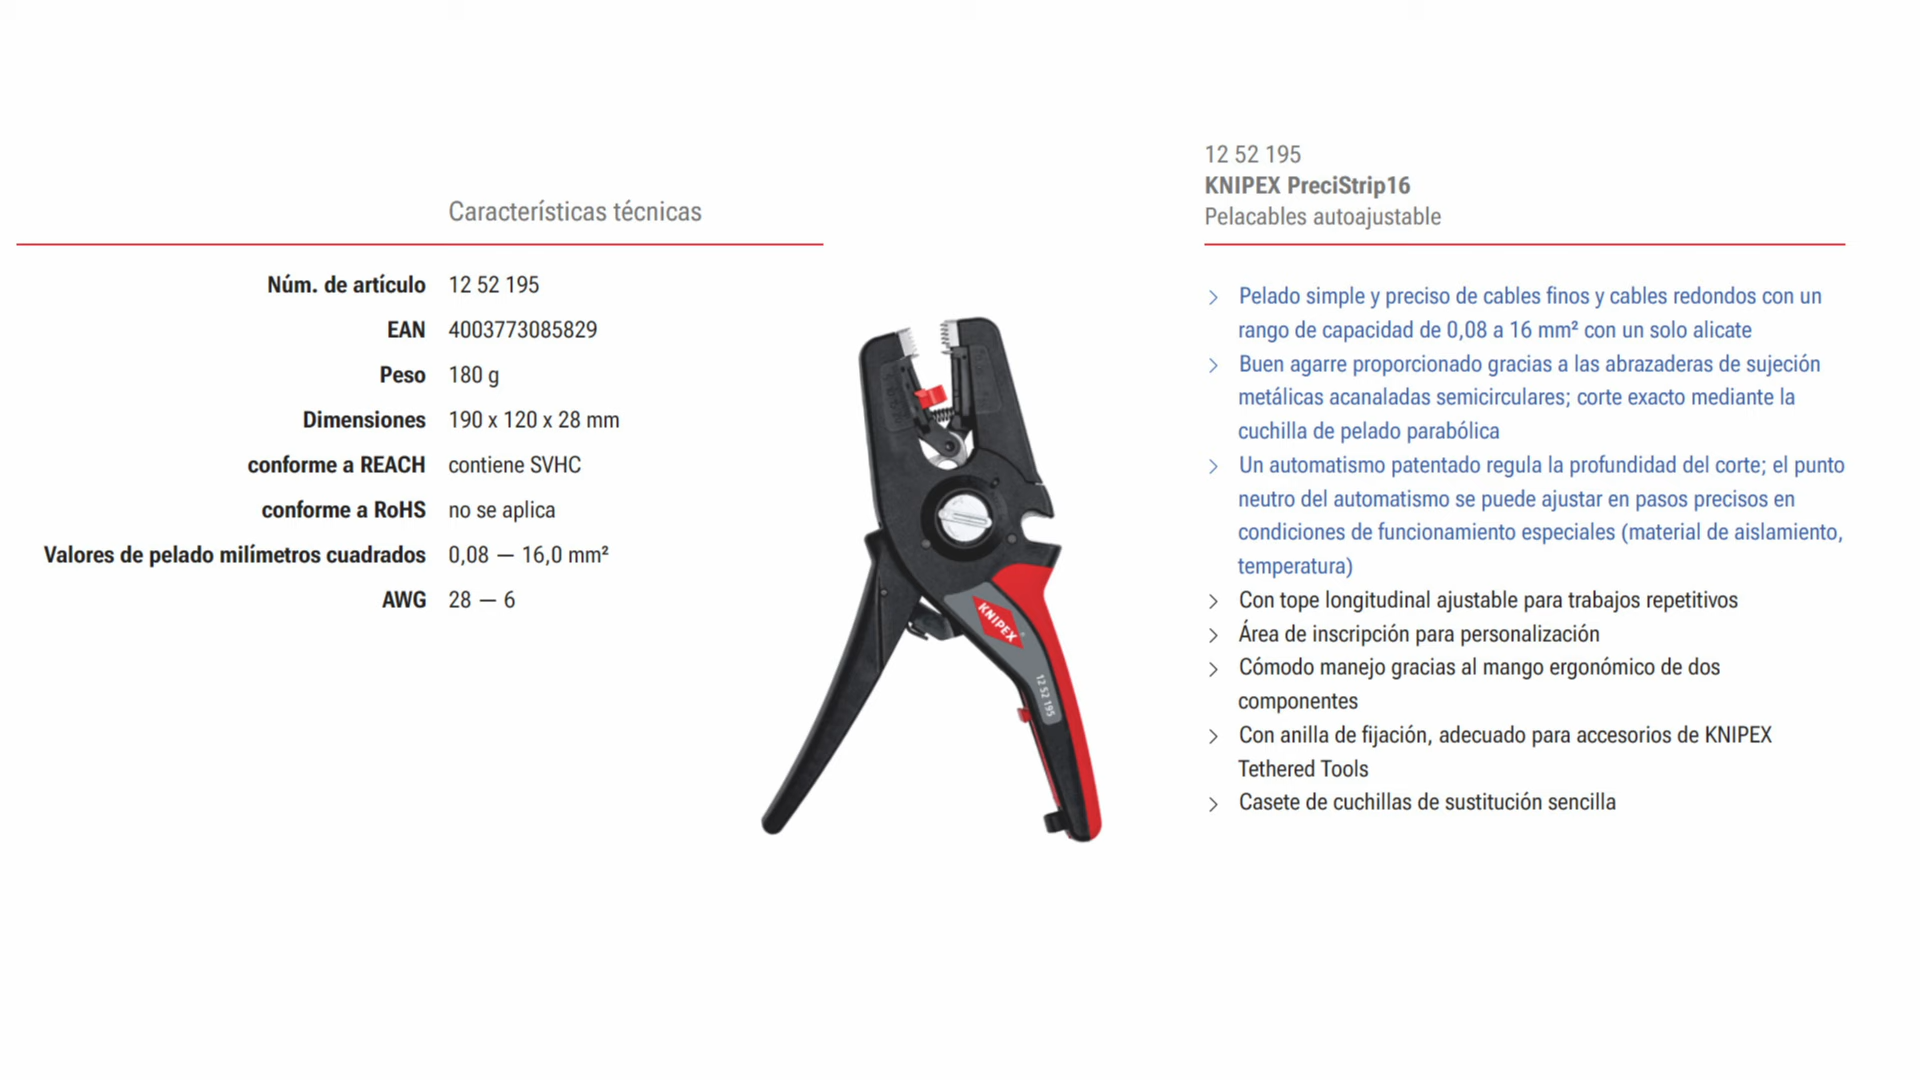 Características técnicas
Núm. de artículo 12 52 195
EAN 4003773085829
Peso 180 g
Dimensiones 190 x 120 x 28 mm
conforme a REACH contiene SVHC
conforme a RoHS no se aplica
Valores de pelado milímetros cuadrados 0,08 — 16,0 mm²
AWG 28 — 6
KNIPEX
12 52 195
12 52 195
KNIPEX PreciStrip16
Pelacables autoajustable
Pelado simple y preciso de cables finos y cables redondos con un
rango de capacidad de 0,08 a 16 mm² con un solo alicate
Buen agarre proporcionado gracias a las abrazaderas de sujeción
metálicas acanaladas semicirculares; corte exacto mediante la
cuchilla de pelado parabólica
Un automatismo patentado regula la profundidad del corte; el punto
neutro del automatismo se puede ajustar en pasos precisos en
condiciones de funcionamiento especiales (material de aislamiento,
temperatura)
Con tope longitudinal ajustable para trabajos repetitivos
Área de inscripción para personalización
Cómodo manejo gracias al mango ergonómico de dos
componentes
Con anilla de fijación, adecuado para accesorios de KNIPEX
Tethered Tools
Casete de cuchillas de sustitución sencilla